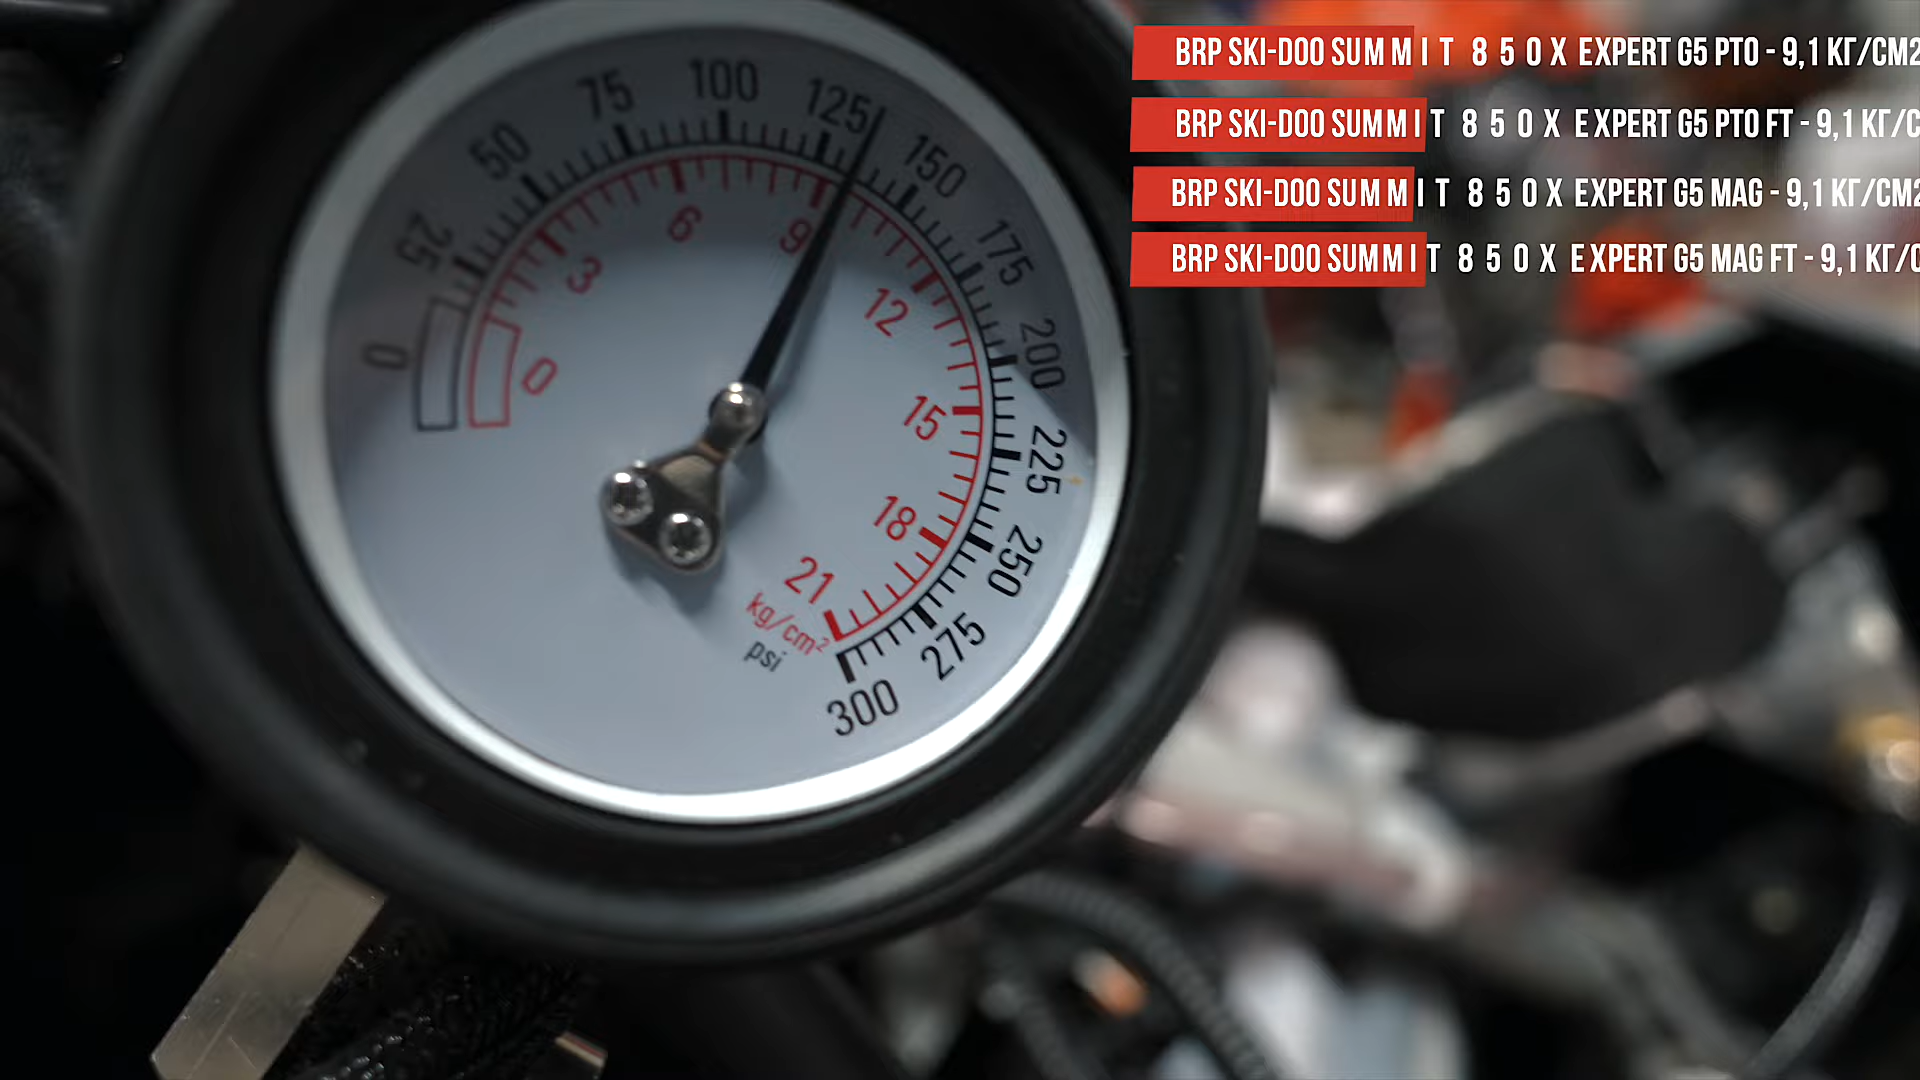 BRP SKI-DOO SUMMIT 850 X EXPERT G5 PTO - 9,1 КГ/СМ2
BRP SKI-DOO SUMMIT 850 X EXPERT G5 PTO FT - 9,1 КГ/С
BRP SKI-DOO SUMMIT 850 X EXPERT G5 MAG - 9,1 КГ/СМ2
BRP SKI-DOO SUMMIT 850 X EXPERT G5 MAG FT - 9,1 КГ/С
0 25 50 75 100 125 150 175 200 225 250 275 300
0 3 6 9 12 15 18 21
kg/cm²
psi